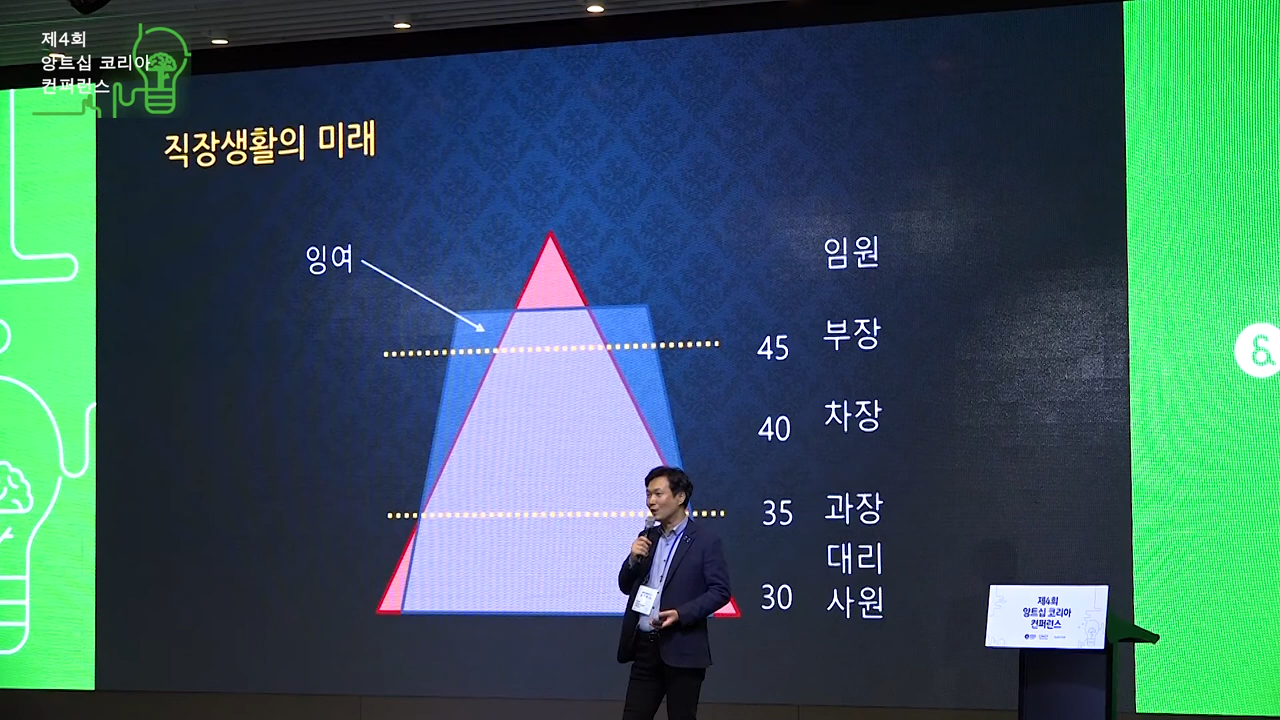 제4회
앙트십 코리아
컨퍼런스
직장생활의 미래
잉여
임원
45 부장
40 차장
35 과장
대리
30 사원
&
제4회
앙트십 코리아
컨퍼런스